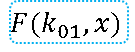 F(k₀₁, x)